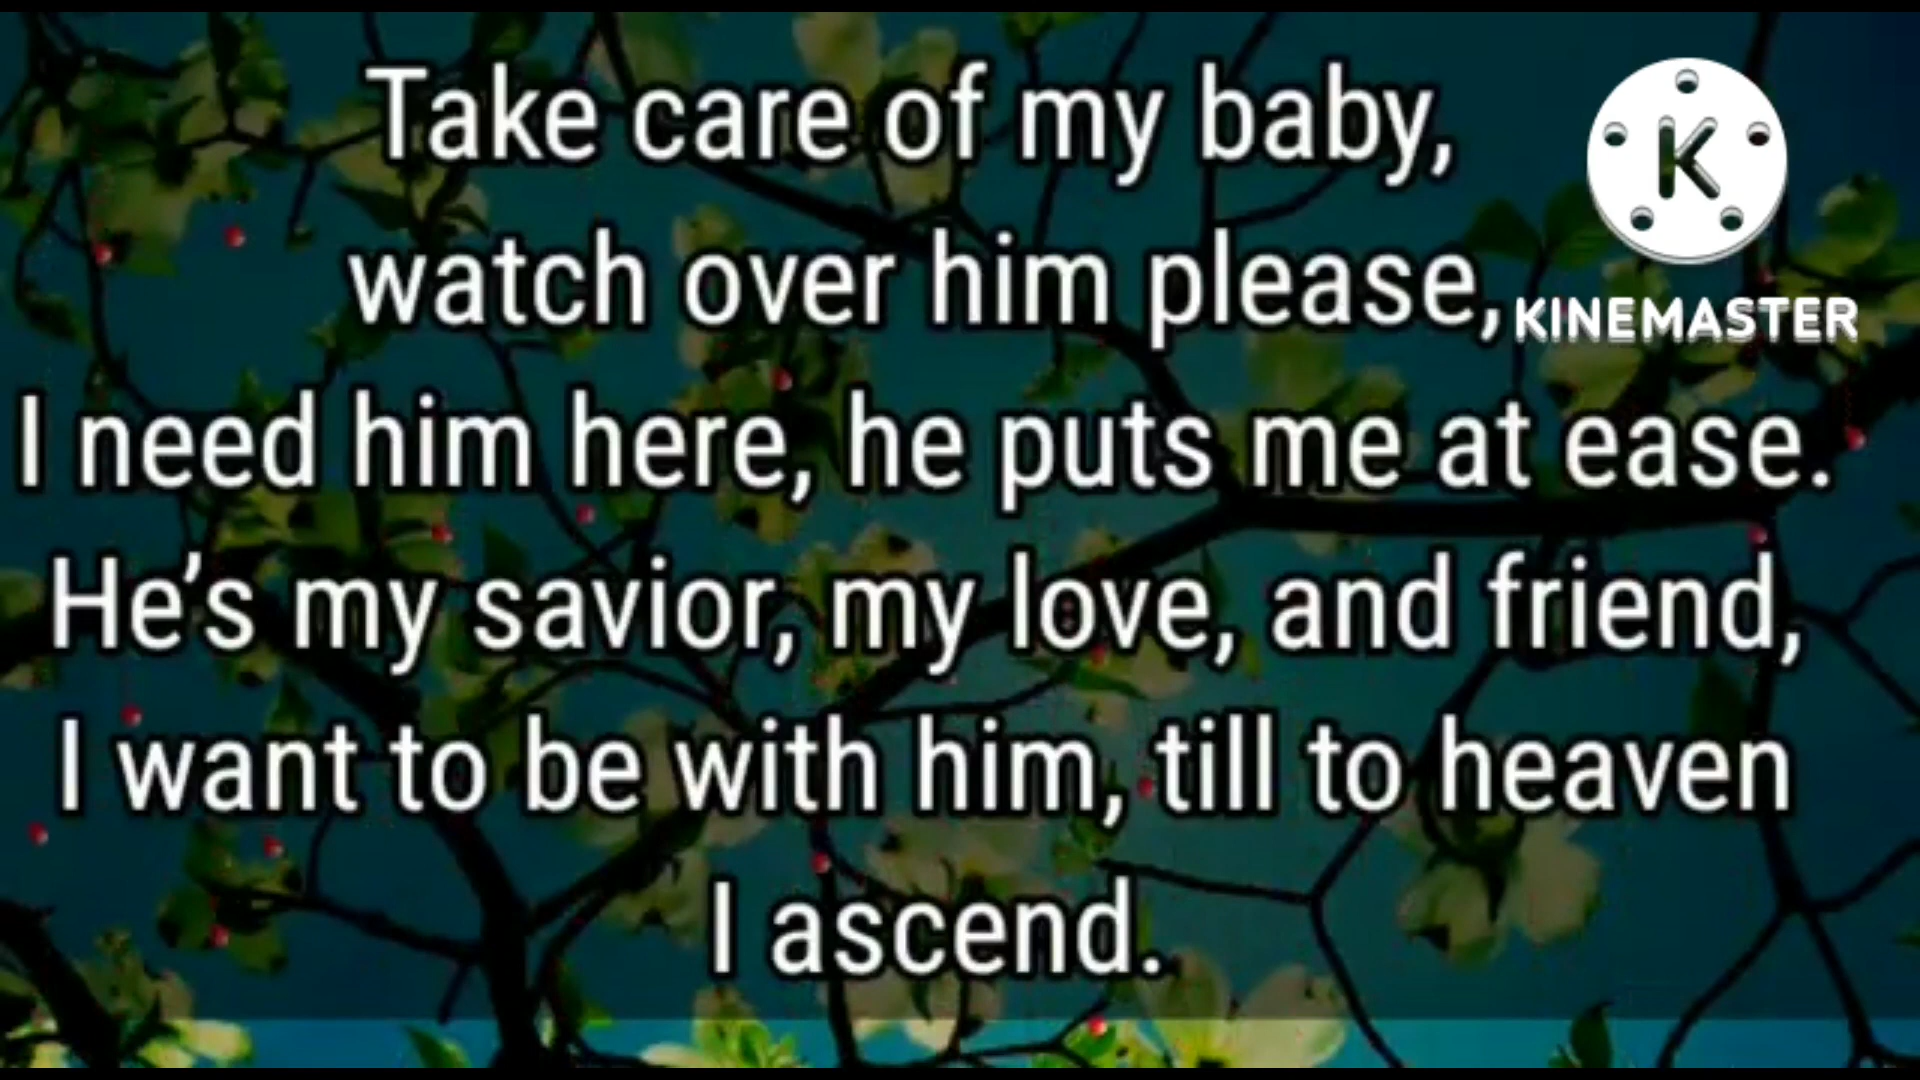 Take care of my baby,
watch over him please,
I need him here, he puts me at ease.
He's my savior, my love, and friend,
I want to be with him, till to heaven
I ascend.
K
KINEMASTER